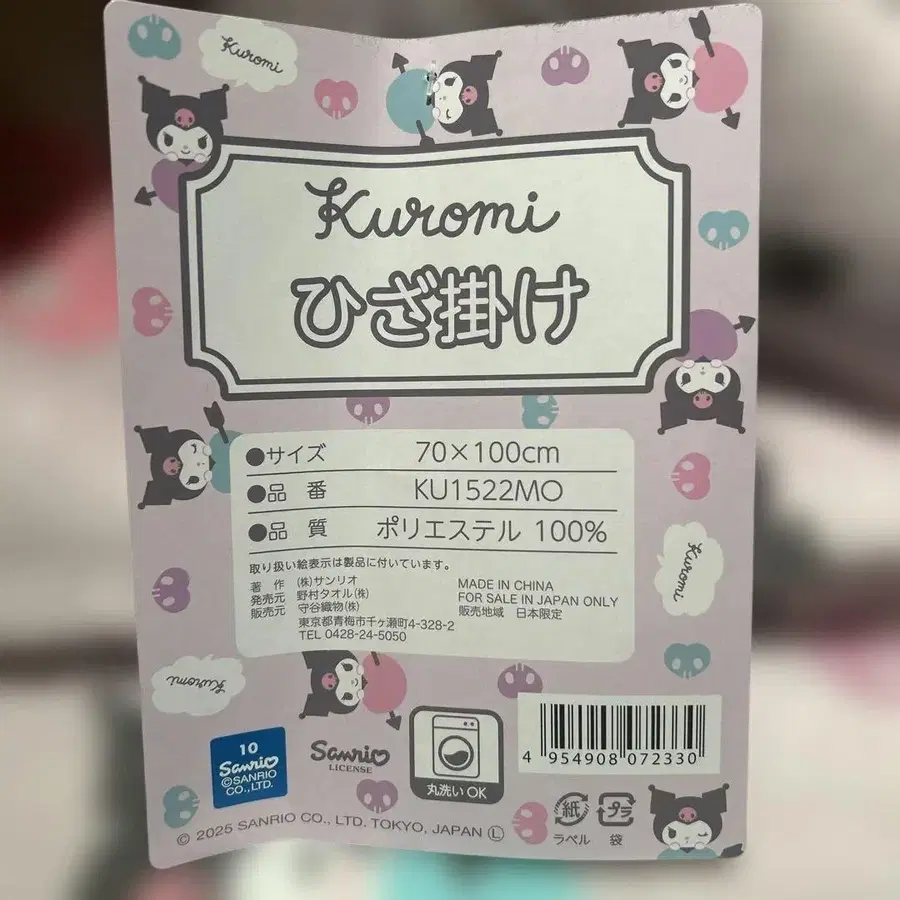 Kuromi
Kuromi
ひざ掛け
●サイズ 70×100cm
●品 番 KU1522MO
●品 質 ポリエステル 100%
取り扱い絵表示は製品に付いています。
著 作 (株)サンリオ
発売元 野村タオル(株)
販売元 守谷織物(株)
東京都青梅市千ヶ瀬町4-328-2
TEL 0428-24-5050
MADE IN CHINA
FOR SALE IN JAPAN ONLY
販売地域 日本限定
Kuromi
Kuromi
10
Sanrio
©SANRIO
CO., LTD.
Sanrio
LICENSE
丸洗いOK
4 954908 072330
紙
ラベル
プラ
袋
© 2025 SANRIO CO., LTD. TOKYO, JAPAN Ⓛ